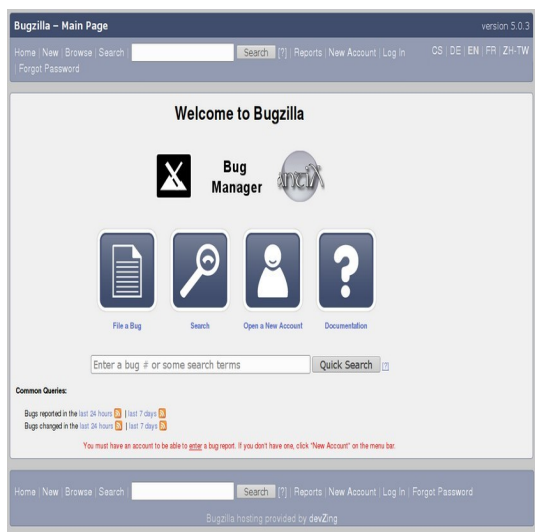 Bugzilla – Main Page version 5.0.3
Home | New | Browse | Search | Search [?] | Reports | New Account | Log In CS | DE | EN | FR | ZH-TW
| Forgot Password
Welcome to Bugzilla
Bug
Manager
antiX
File a Bug Search Open a New Account Documentation
Enter a bug # or some search terms Quick Search [?]
Common Queries:
Bugs reported in the last 24 hours | last 7 days
Bugs changed in the last 24 hours | last 7 days
You must have an account to be able to enter a bug report. If you don't have one, click "New Account" on the menu bar.
Home | New | Browse | Search | Search [?] | Reports | New Account | Log In | Forgot Password
Bugzilla hosting provided by devZing